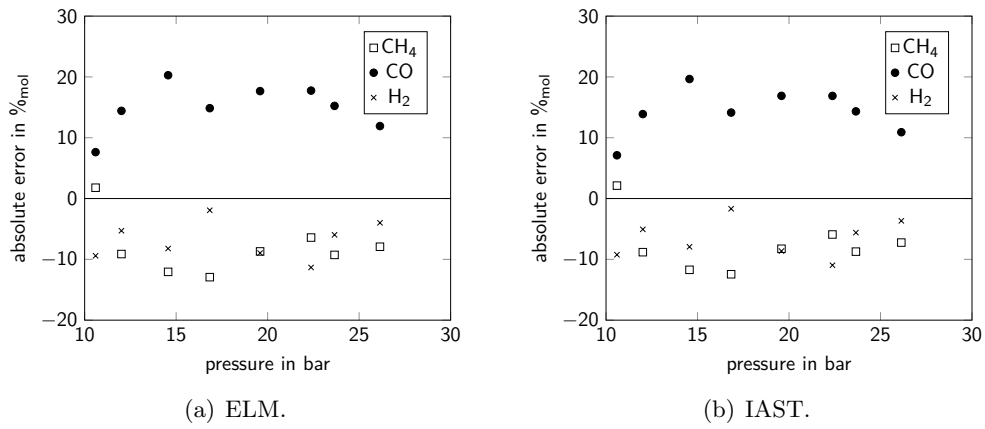 30
20
10
0
−10
−20
10 15 20 25 30
absolute error in %mol
pressure in bar
CH4
CO
H2
(a) ELM.
30
20
10
0
−10
−20
10 15 20 25 30
absolute error in %mol
pressure in bar
CH4
CO
H2
(b) IAST.